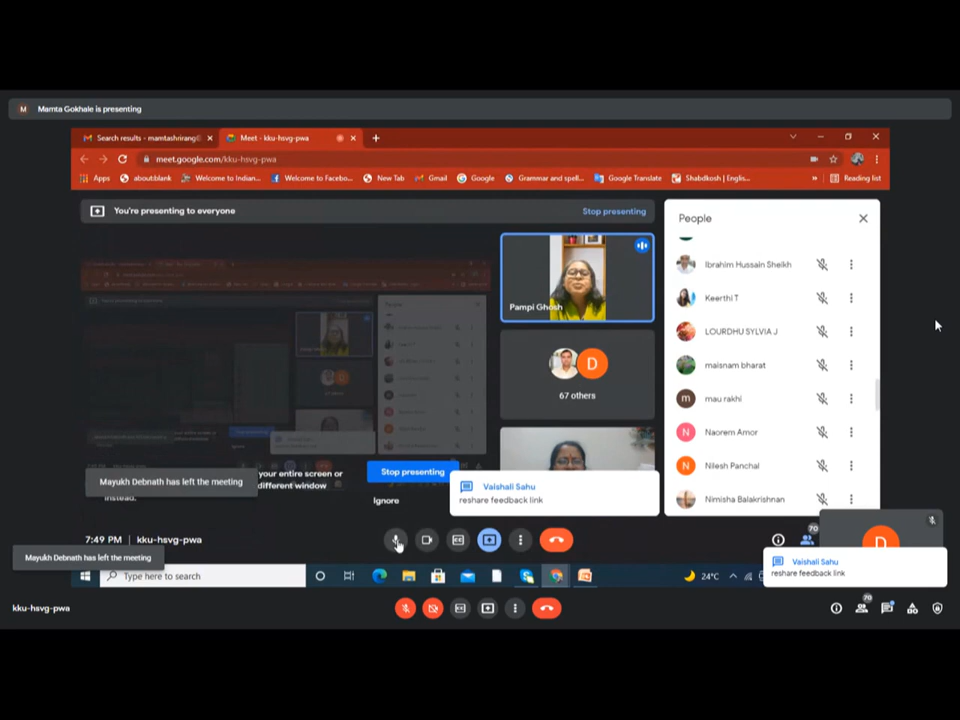 M Mamta Gokhale is presenting
Search results - mamtashrirang@
Meet - kku-hsvg-pwa
meet.google.com/kku-hsvg-pwa
Apps about:blank Welcome to Indian... Welcome to Facebo... New Tab Gmail Google Grammar and spell... Google Translate Shabdkosh | Englis... » Reading list
You're presenting to everyone Stop presenting
Pampi Ghosh
D
67 others
People
Ibrahim Hussain Sheikh
Keerthi T
LOURDHU SYLVIA J
maisnam bharat
m mau rakhi
N Naorem Amor
N Nilesh Panchal
Nimisha Balakrishnan
your entire screen or
different window
instead.
Stop presenting
Ignore
Mayukh Debnath has left the meeting
Vaishali Sahu
reshare feedback link
7:49 PM | kku-hsvg-pwa
70
D
Mayukh Debnath has left the meeting
Vaishali Sahu
reshare feedback link
Type here to search
24°C
kku-hsvg-pwa
70